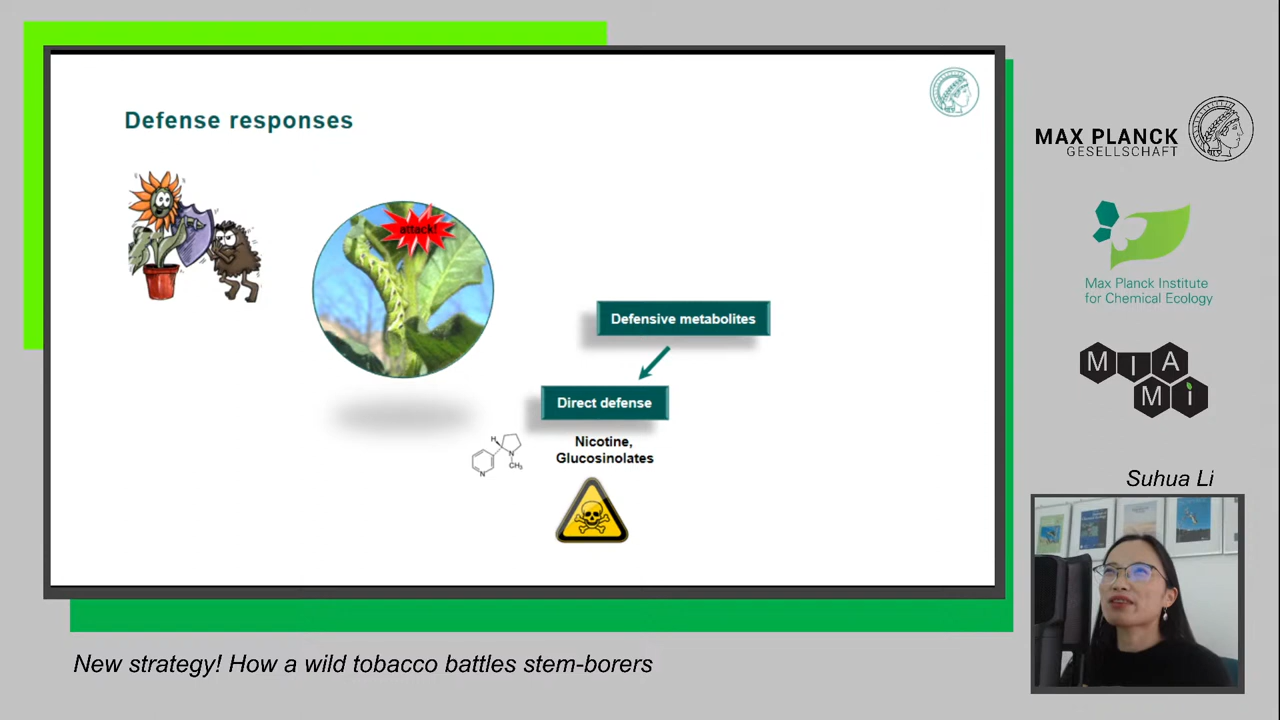 Defense responses
attack!
Defensive metabolites
Direct defense
Nicotine,
Glucosinolates
H
N
CH3
N
MAX PLANCK
GESELLSCHAFT
Max Planck Institute
for Chemical Ecology
M I A
M i
Suhua Li
New strategy! How a wild tobacco battles stem-borers